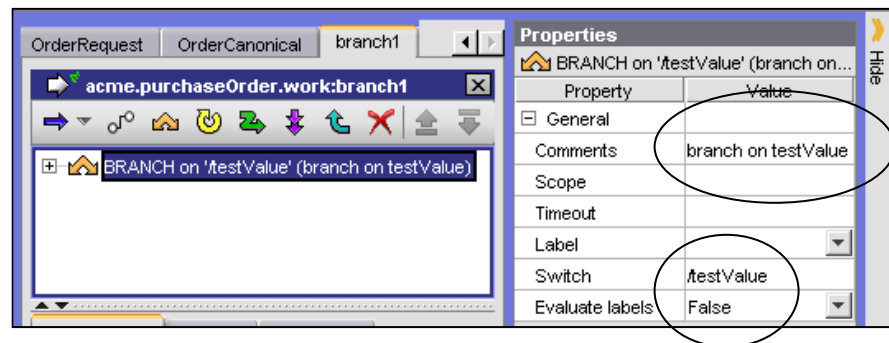 OrderRequest OrderCanonical branch1
acme.purchaseOrder.work:branch1
BRANCH on '/testValue' (branch on testValue)
Properties
BRANCH on '/testValue' (branch on...
Property Value
General
Comments branch on testValue
Scope
Timeout
Label
Switch /testValue
Evaluate labels False
Hide